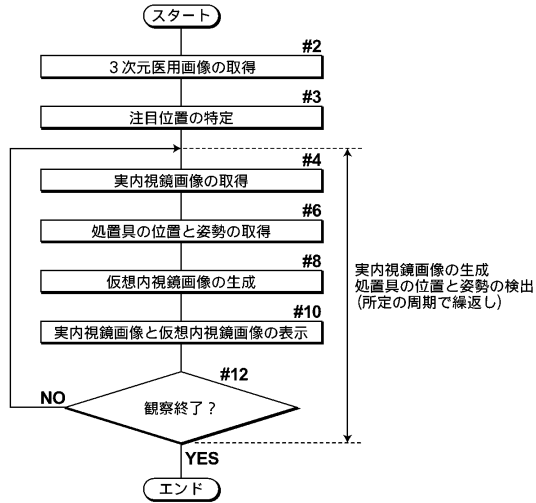 スタート
#2
3次元医用画像の取得
#3
注目位置の特定
#4
実内視鏡画像の取得
#6
処置具の位置と姿勢の取得
#8
仮想内視鏡画像の生成
#10
実内視鏡画像と仮想内視鏡画像の表示
実内視鏡画像の生成
処置具の位置と姿勢の検出
(所定の周期で繰返し)
#12
観察終了?
NO
YES
エンド